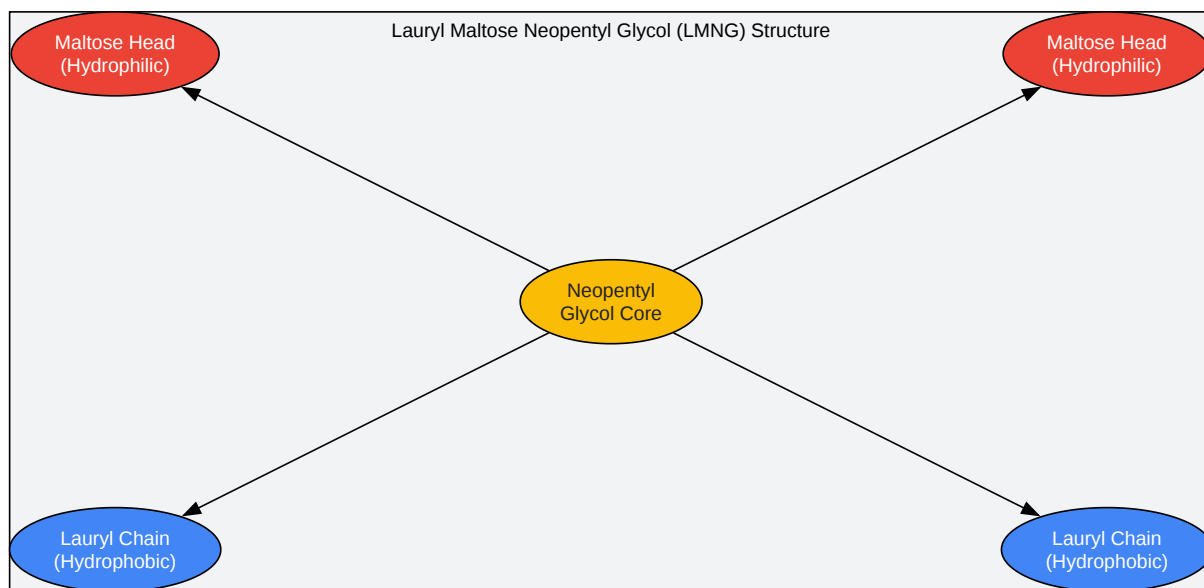 Lauryl Maltose Neopentyl Glycol (LMNG) Structure
Maltose Head
(Hydrophilic)
Maltose Head
(Hydrophilic)
Neopentyl
Glycol Core
Lauryl Chain
(Hydrophobic)
Lauryl Chain
(Hydrophobic)